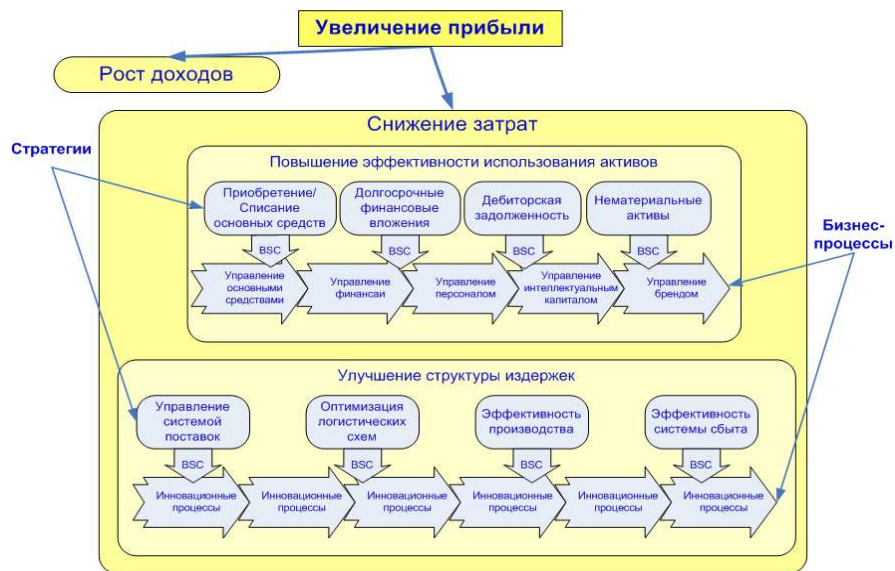 Увеличение прибыли
Рост доходов
Снижение затрат
Стратегии
Повышение эффективности использования активов
Приобретение/
Списание
основных средств
Долгосрочные
финансовые
вложения
Дебиторская
задолженность
Нематериальные
активы
Бизнес-
процессы
BSC
BSC
BSC
BSC
Управление
основными
средствами
Управление
финансаи
Управление
персоналом
Управление
интеллектуальным
капиталом
Управление
брендом
Улучшение структуры издержек
Управление
системой
поставок
Оптимизация
логистических
схем
Эффективность
производства
Эффективность
системы сбыта
BSC
BSC
BSC
BSC
Инновационные
процессы
Инновационные
процессы
Инновационные
процессы
Инновационные
процессы
Инновационные
процессы
Инновационные
процессы